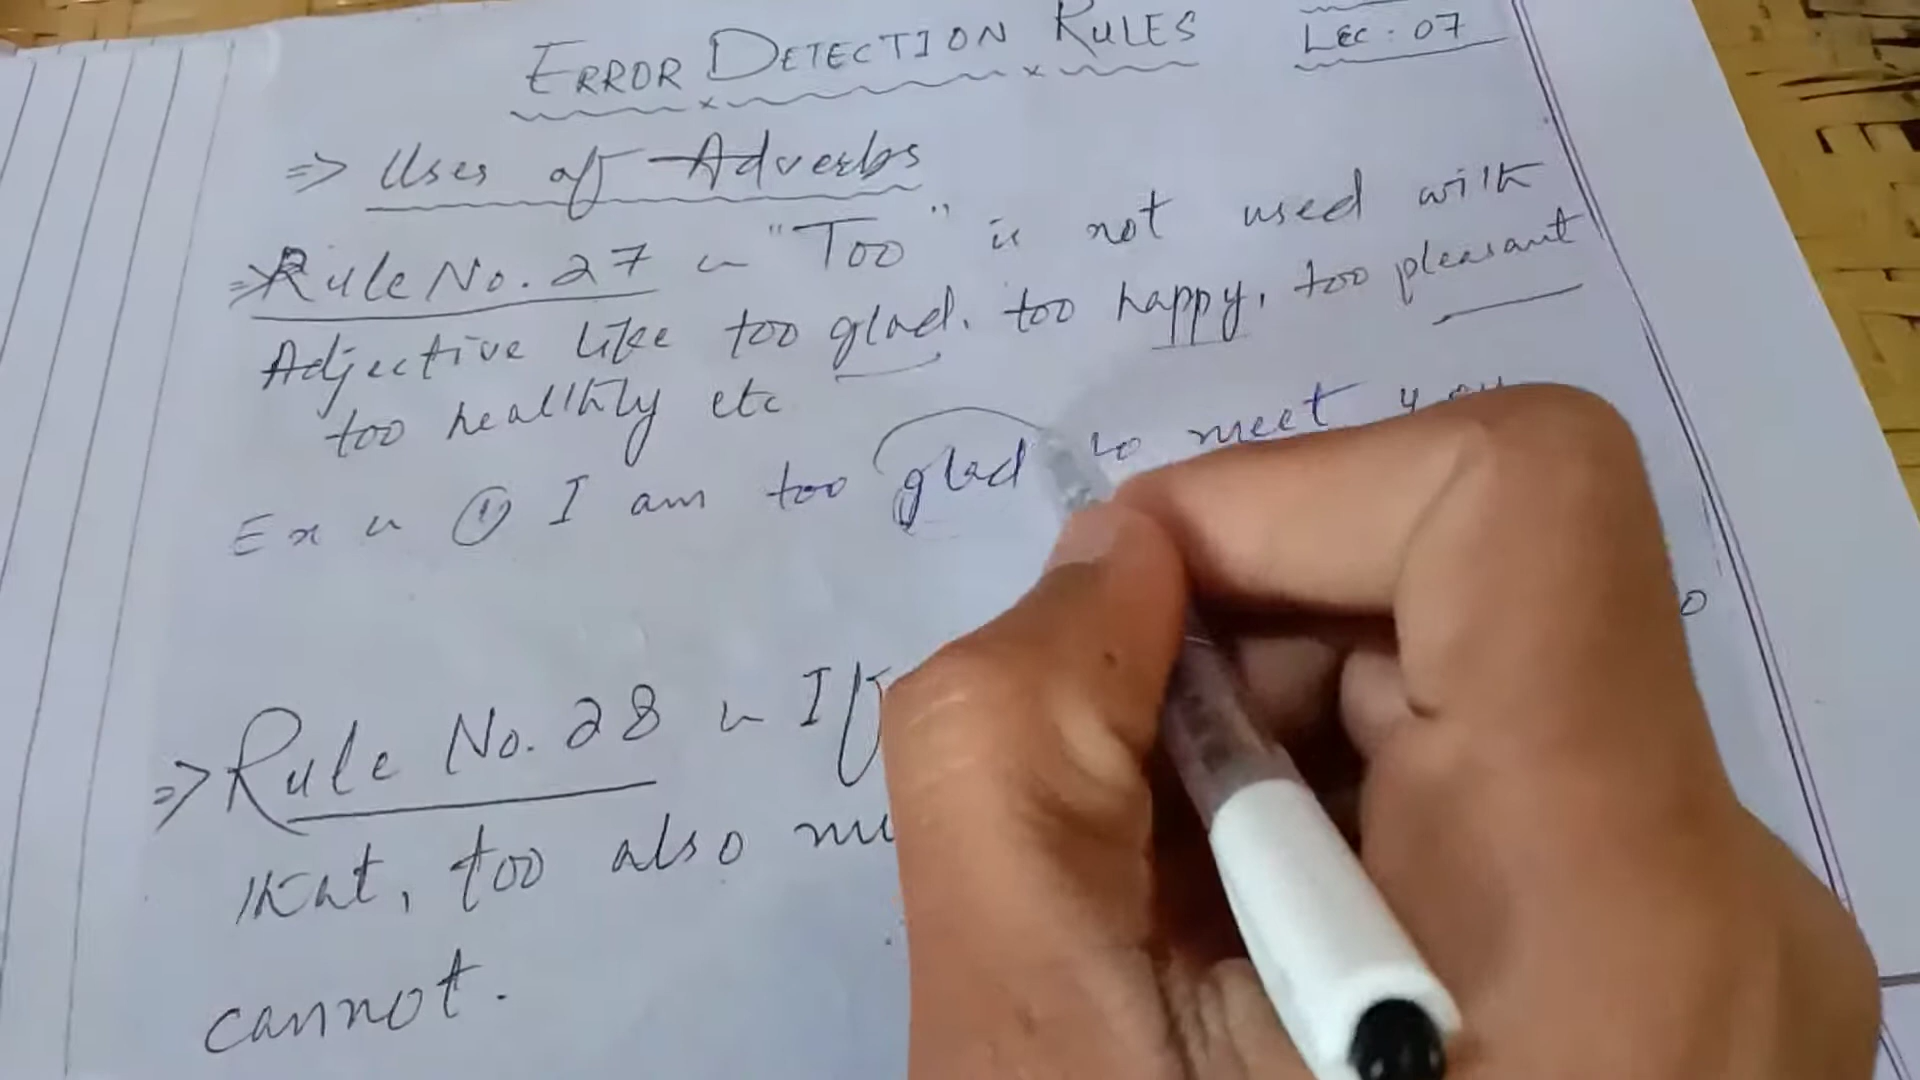 ERROR DETECTION RULES
LEC: 07
=> Uses of Adverbs
=> Rule No. 27 ~ "Too" is not used with
Adjective like too glad, too happy, too pleasant
too healthly etc
Ex ~ ① I am too glad to meet you
=> Rule No. 28 ~ If
that, too also
cannot.